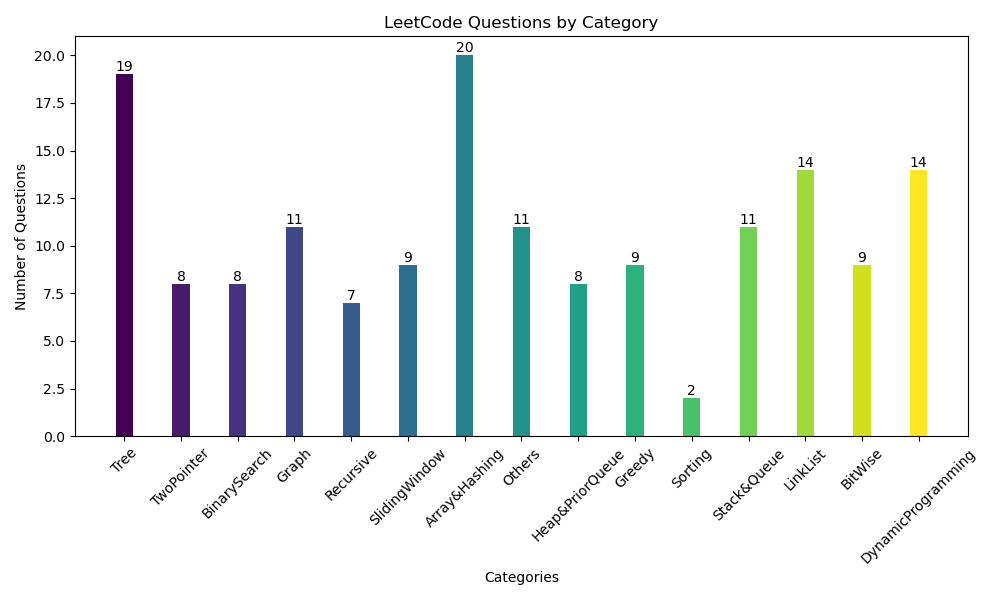 LeetCode Questions by Category
Number of Questions
20.0
17.5
15.0
12.5
10.0
7.5
5.0
2.5
0.0
19
8
8
11
7
9
20
11
8
9
2
11
14
9
14
Tree
TwoPointer
BinarySearch
Graph
Recursive
SlidingWindow
Array&Hashing
Others
Heap&PriorQueue
Greedy
Sorting
Stack&Queue
LinkList
BitWise
DynamicProgramming
Categories